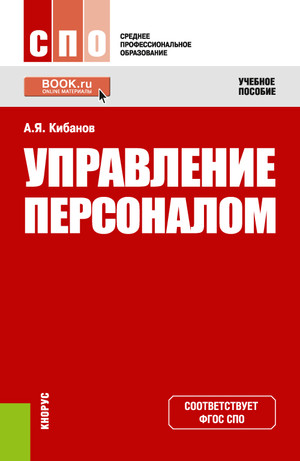 СПО
СРЕДНЕЕ
ПРОФЕССИОНАЛЬНОЕ
ОБРАЗОВАНИЕ
BOOK.ru
ONLINE МАТЕРИАЛЫ
УЧЕБНОЕ
ПОСОБИЕ
А.Я. Кибанов
УПРАВЛЕНИЕ
ПЕРСОНАЛОМ
КНОРУС
СООТВЕТСТВУЕТ
ФГОС СПО